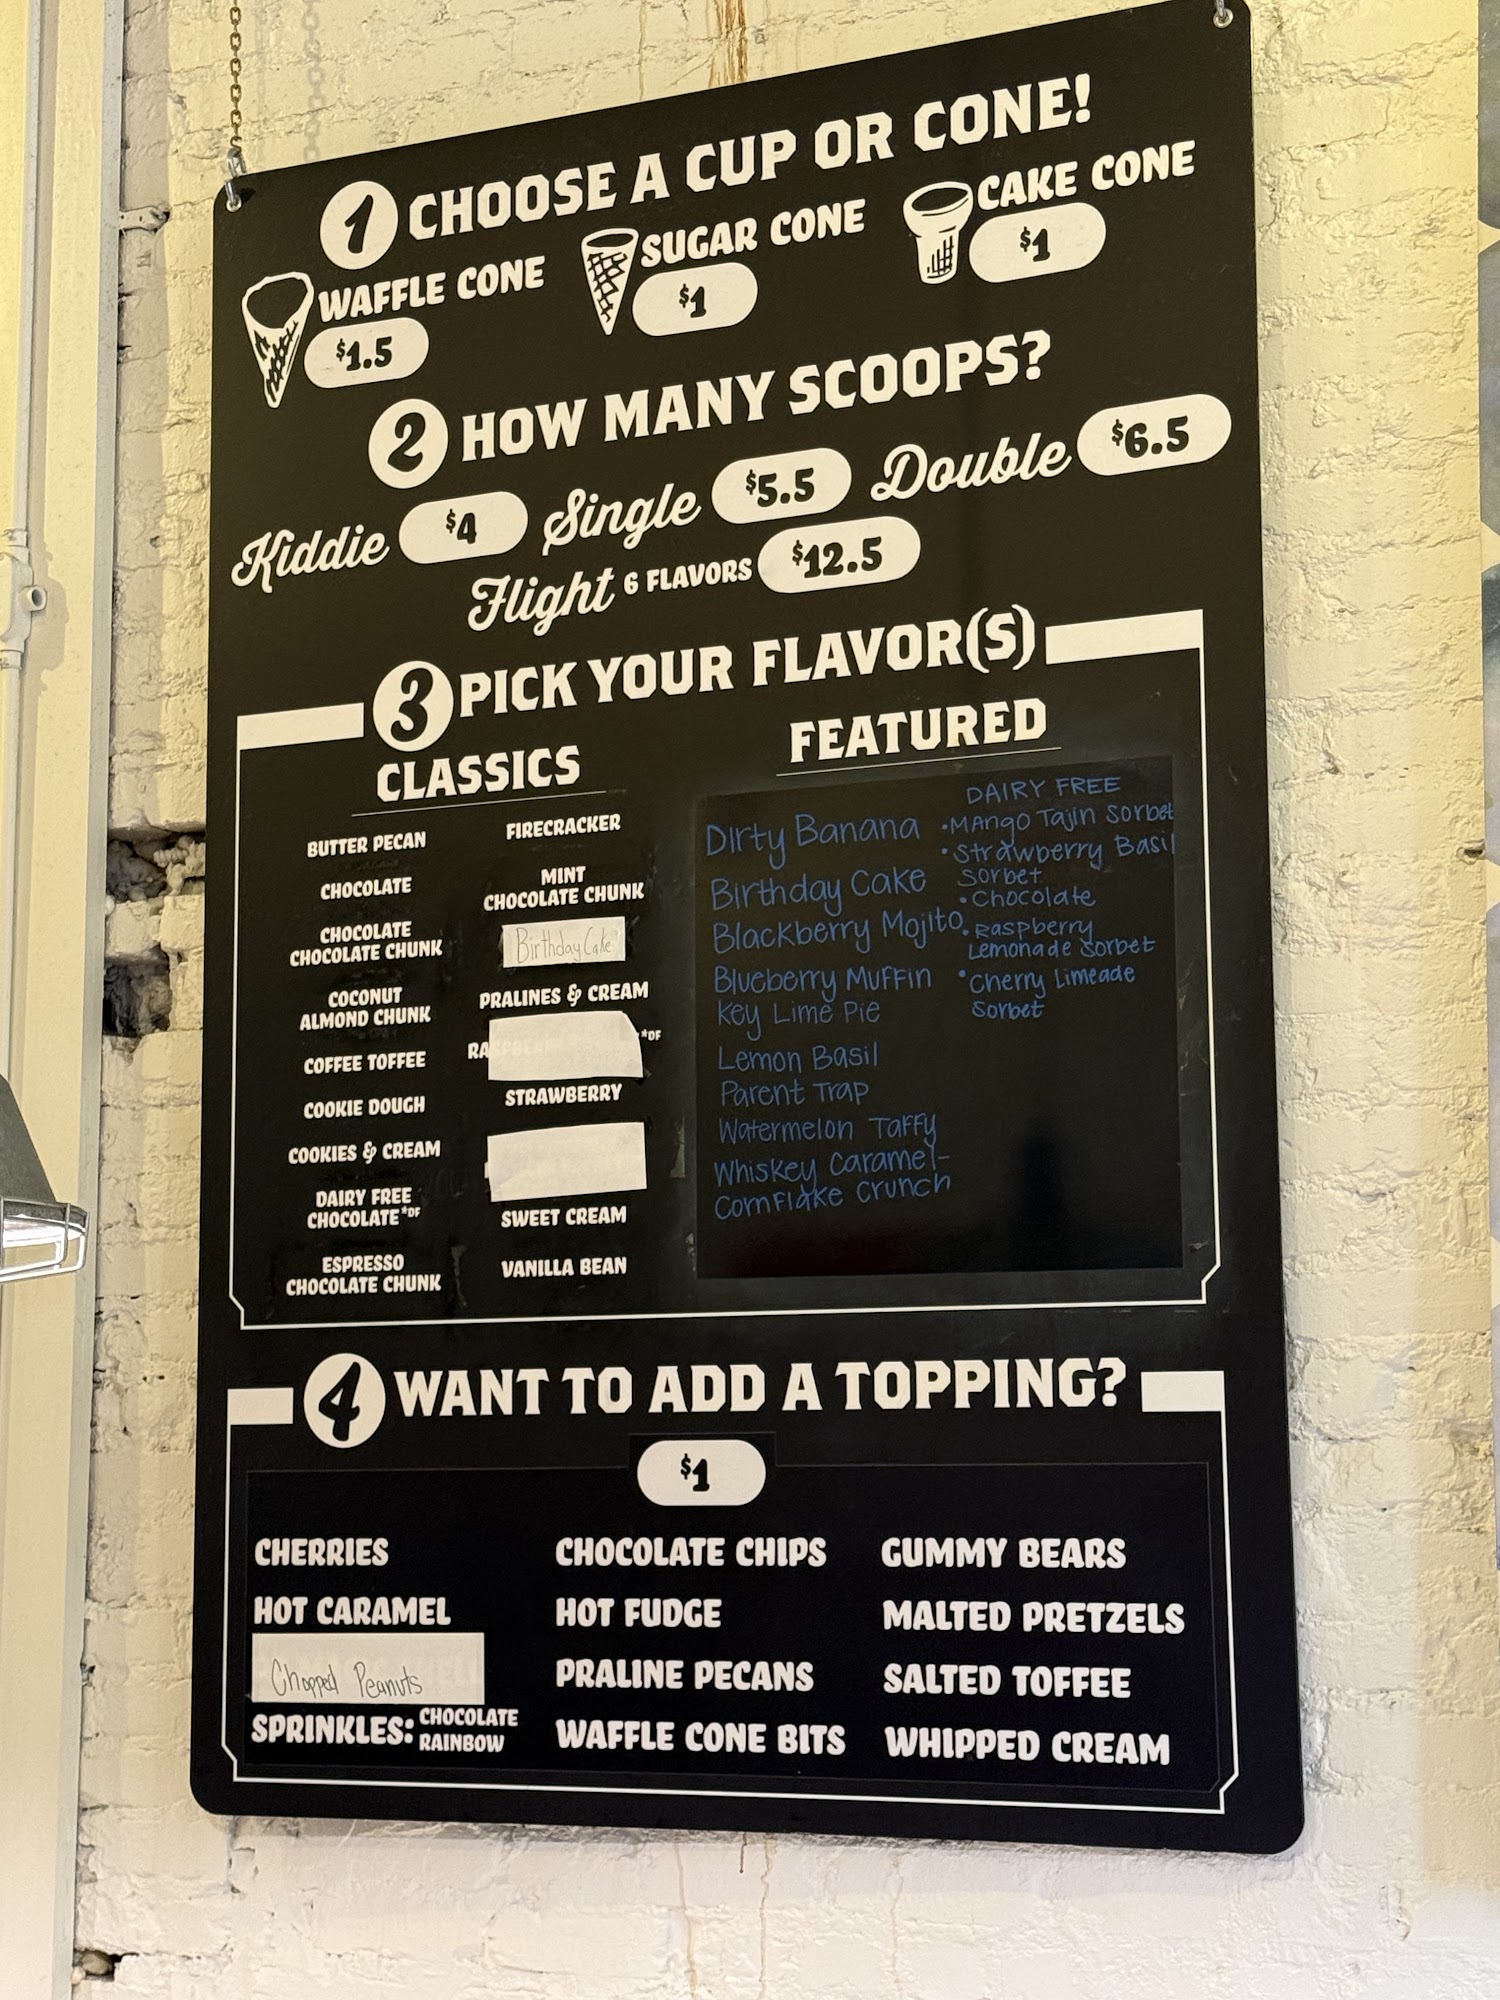 1 CHOOSE A CUP OR CONE!
WAFFLE CONE
$1.5
SUGAR CONE
$1
CAKE CONE
$1
2 HOW MANY SCOOPS?
Kiddie $4
Single $5.5
Double $6.5
Flight 6 FLAVORS $12.5
3 PICK YOUR FLAVOR(S)
CLASSICS
BUTTER PECAN
CHOCOLATE
CHOCOLATE
CHOCOLATE CHUNK
COCONUT
ALMOND CHUNK
COFFEE TOFFEE
COOKIE DOUGH
COOKIES & CREAM
DAIRY FREE
CHOCOLATE *DF
ESPRESSO
CHOCOLATE CHUNK
FIRECRACKER
MINT
CHOCOLATE CHUNK
Birthday Cake
PRALINES & CREAM
*DF
STRAWBERRY
SWEET CREAM
VANILLA BEAN
FEATURED
Dirty Banana
Birthday Cake
Blackberry Mojito
Blueberry Muffin
Key Lime Pie
Lemon Basil
Parent Trap
Watermelon Taffy
Whiskey Caramel-
Cornflake Crunch
DAIRY FREE
•Mango Tajin Sorbet
•Strawberry Basil
Sorbet
•Chocolate
•Raspberry
Lemonade Sorbet
•Cherry Limeade
Sorbet
4 WANT TO ADD A TOPPING?
$1
CHERRIES
HOT CARAMEL
Chopped Peanuts
SPRINKLES: CHOCOLATE
RAINBOW
CHOCOLATE CHIPS
HOT FUDGE
PRALINE PECANS
WAFFLE CONE BITS
GUMMY BEARS
MALTED PRETZELS
SALTED TOFFEE
WHIPPED CREAM